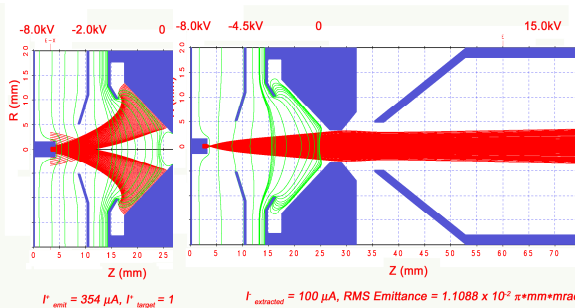 -8.0kV -2.0kV 0 -8.0kV -4.5kV 0 15.0kV
R (mm)
20 15 10 5 0
0 5 10 15 20 25
Z (mm)
20 15 10 5 0
0 5 10 15 20 25 30 35 40 45 50 55 60 65 70 75
Z (mm)
I⁺ emit = 354 µA, I⁺ target = 1
I⁻ extracted = 100 µA, RMS Emittance = 1.1088 x 10⁻² π*mm*mrad